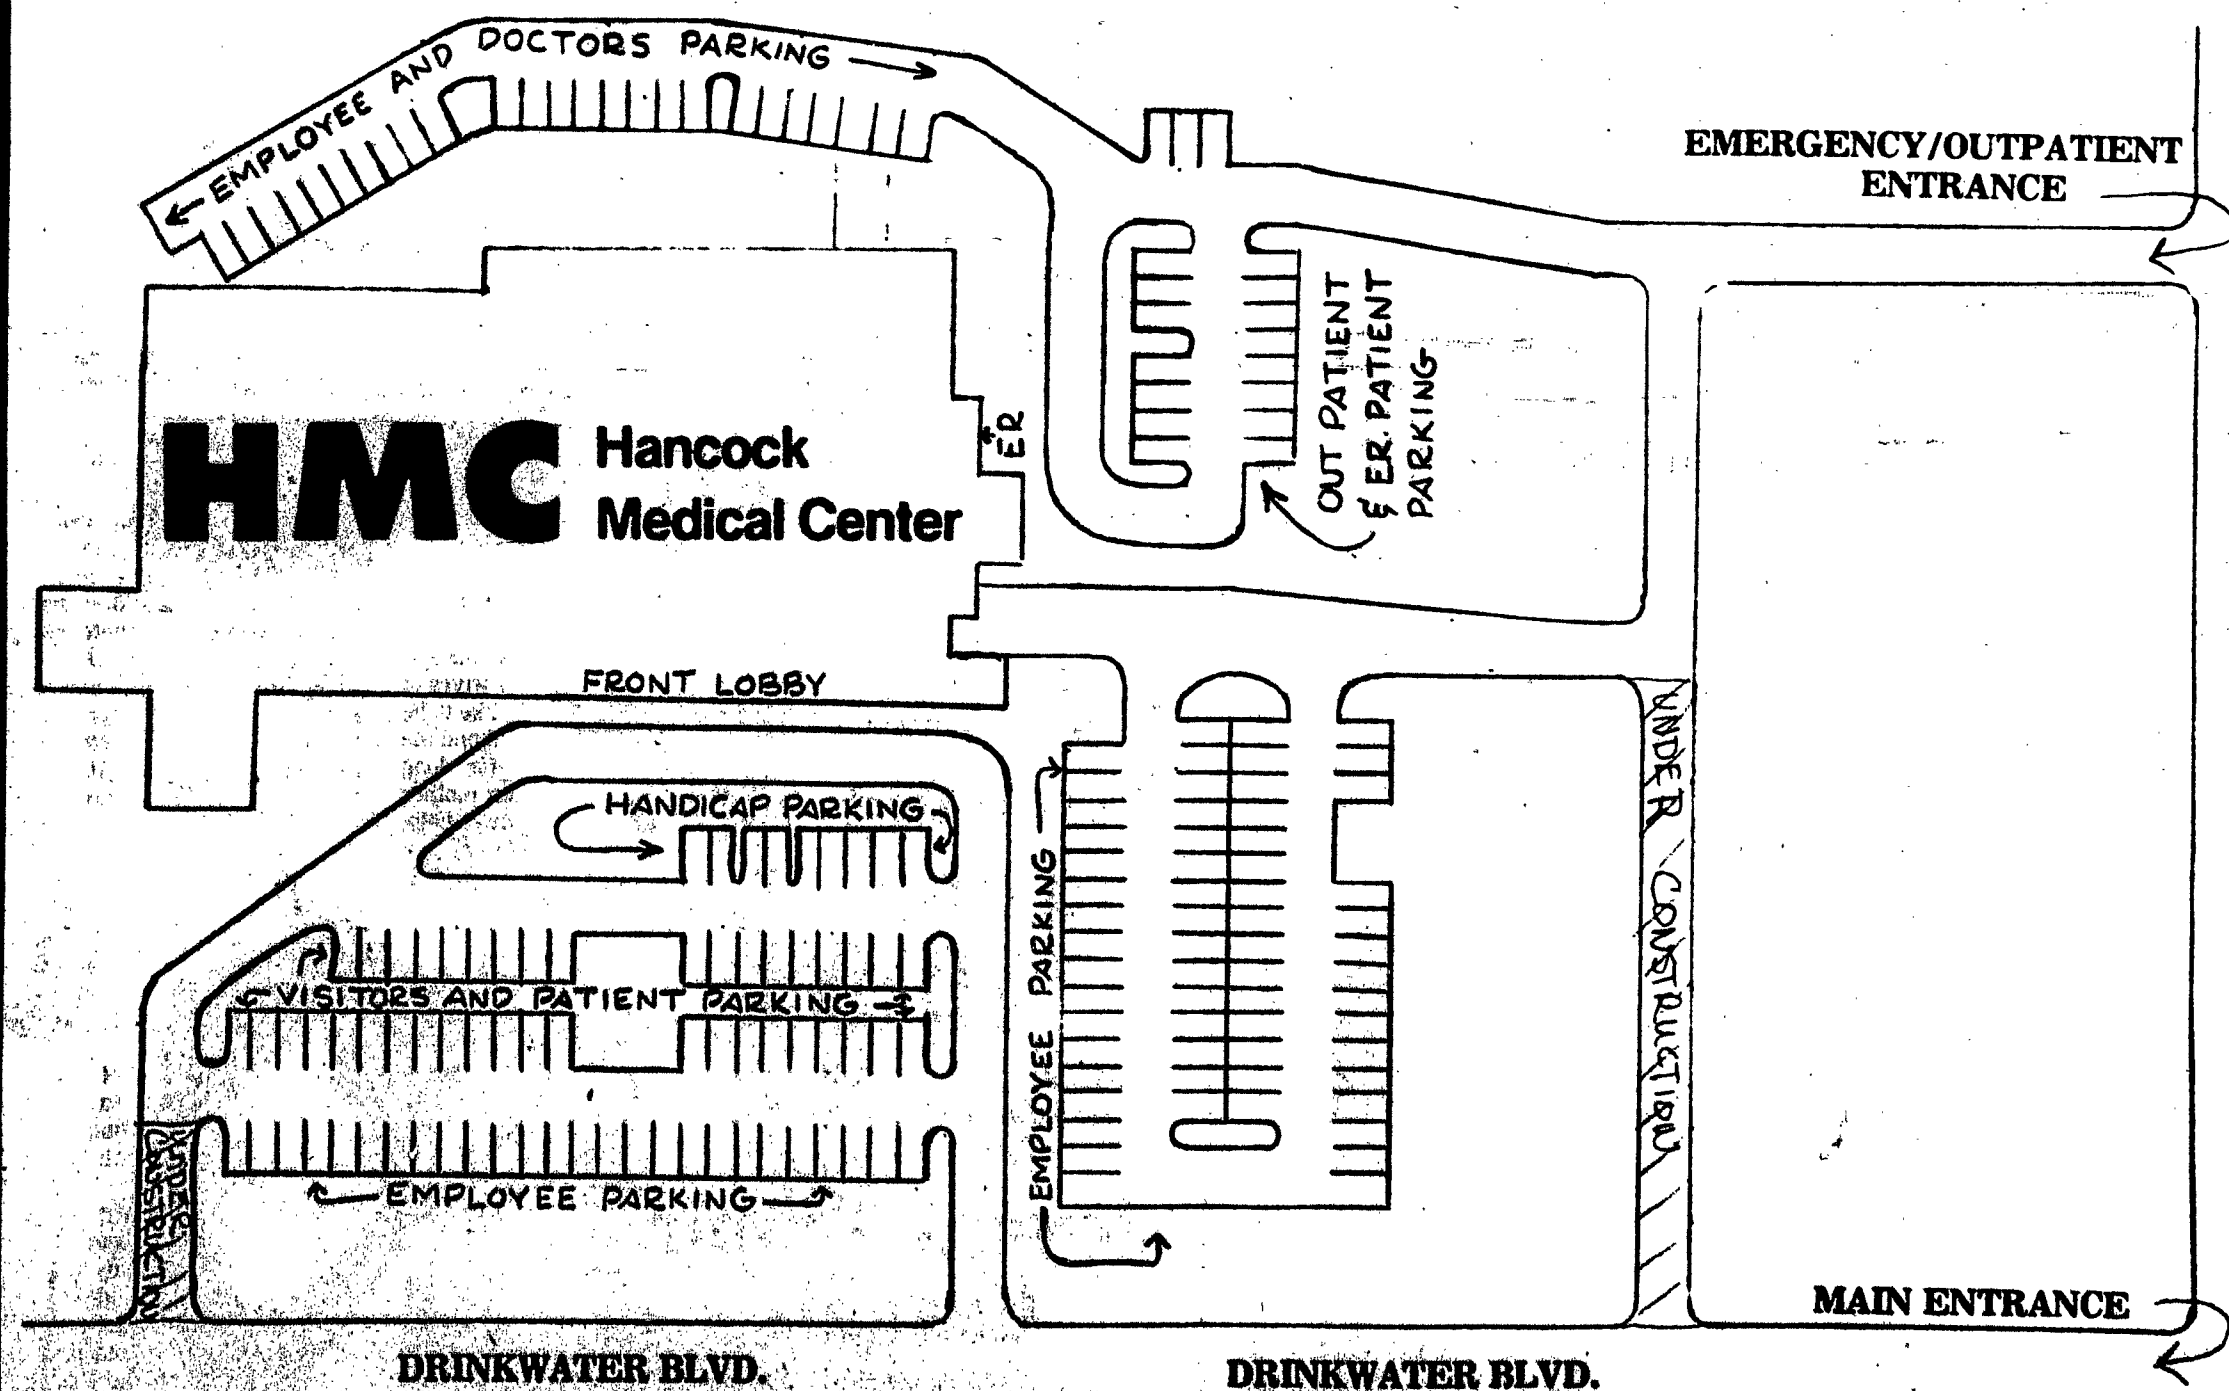 EMPLOYEE AND DOCTORS PARKING
EMERGENCY/OUTPATIENT
ENTRANCE
OUT PATIENT
& ER. PATIENT
PARKING
ER
HMC Hancock
Medical Center
FRONT LOBBY
HANDICAP PARKING
VISITORS AND PATIENT PARKING
EMPLOYEE PARKING
EMPLOYEE PARKING
UNDER CONSTRUCTION
UNDER
CONSTRUCTION
MAIN ENTRANCE
DRINKWATER BLVD.
DRINKWATER BLVD.